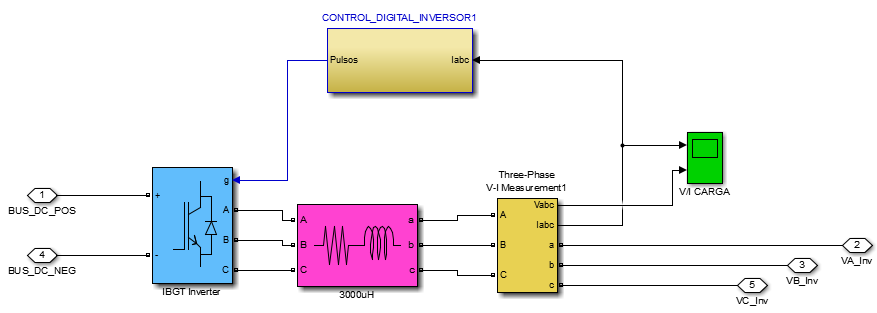 CONTROL_DIGITAL_INVERSOR1
Pulsos
Iabc
V/I CARGA
Three-Phase
V-I Measurement1
1
BUS_DC_POS
4
BUS_DC_NEG
+
-
g
A
B
C
IBGT Inverter
A
B
C
a
b
c
3000uH
A
B
C
Vabc
Iabc
a
b
c
2
VA_Inv
3
VB_Inv
5
VC_Inv